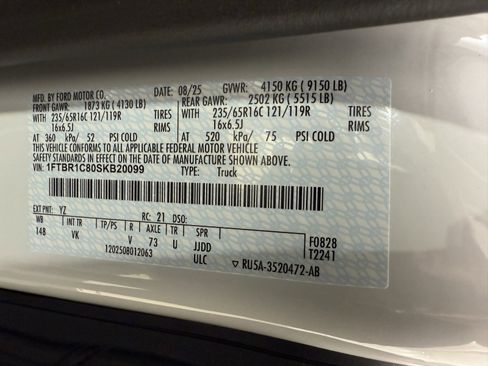 MFD. BY FORD MOTOR CO. DATE: 08/25 GVWR: 4150 KG ( 9150 LB)
FRONT GAWR: 1873 KG ( 4130 LB) REAR GAWR: 2502 KG ( 5515 LB)
WITH 235/65R16C 121/119R TIRES WITH 235/65R16C 121/119R TIRES
16x6.5J RIMS 16x6.5J RIMS
AT 360 kPa/ 52 PSI COLD AT 520 kPa/ 75 PSI COLD
THIS VEHICLE CONFORMS TO ALL APPLICABLE FEDERAL MOTOR VEHICLE
SAFETY STANDARDS IN EFFECT ON THE DATE OF MANUFACTURE SHOWN ABOVE.
VIN: 1FTBR1C80SKB20099 TYPE: Truck
EXT PNT: YZ RC: 21 DSO:
WB INT TR TP/PS R AXLE TR SPR F0828
148 VK V 73 U JJDD T2241
1202508012063 ULC ▽ RU5A-3520472-AB